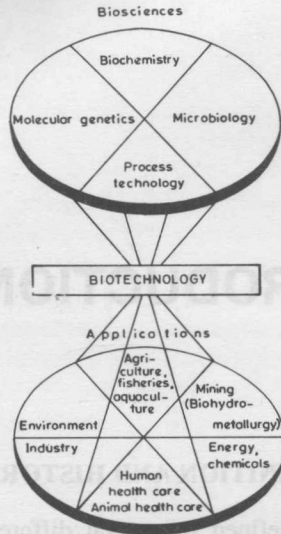 Biosciences
Biochemistry
Molecular genetics
Microbiology
Process
technology
BIOTECHNOLOGY
Applications
Agri-
culture,
fisheries,
aquocul-
ture
Mining
(Biohydro-
metallurgy)
Environment
Industry
Energy,
chemicals
Human
health care
Animal health care